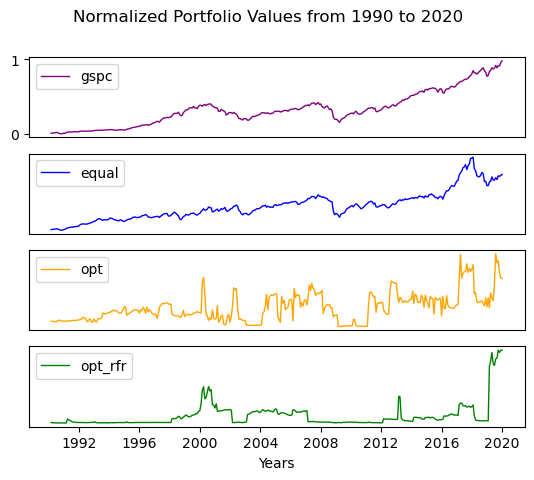 Normalized Portfolio Values from 1990 to 2020
1
gspc
0
equal
opt
opt_rfr
1992 1996 2000 2004 2008 2012 2016 2020
Years